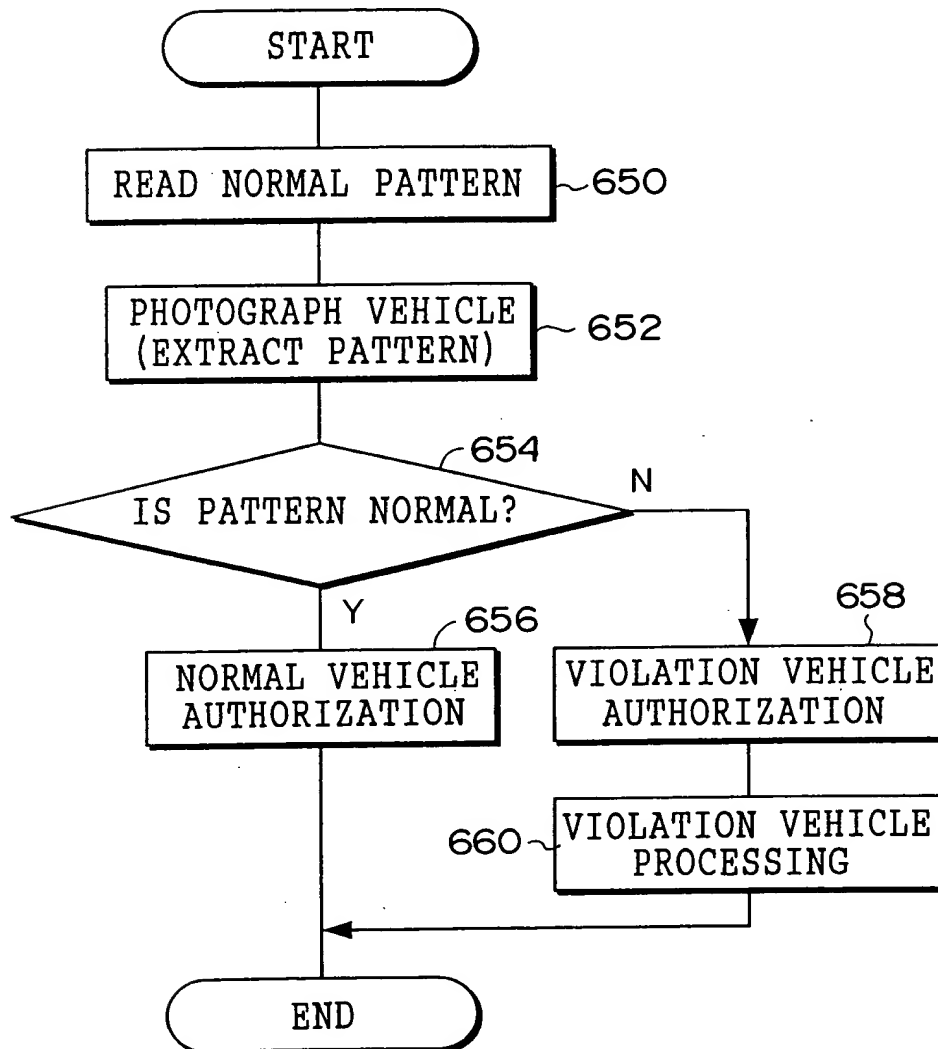 START
READ NORMAL PATTERN
650
PHOTOGRAPH VEHICLE
(EXTRACT PATTERN)
652
654
IS PATTERN NORMAL?
N
Y
656
NORMAL VEHICLE
AUTHORIZATION
658
VIOLATION VEHICLE
AUTHORIZATION
660
VIOLATION VEHICLE
PROCESSING
END